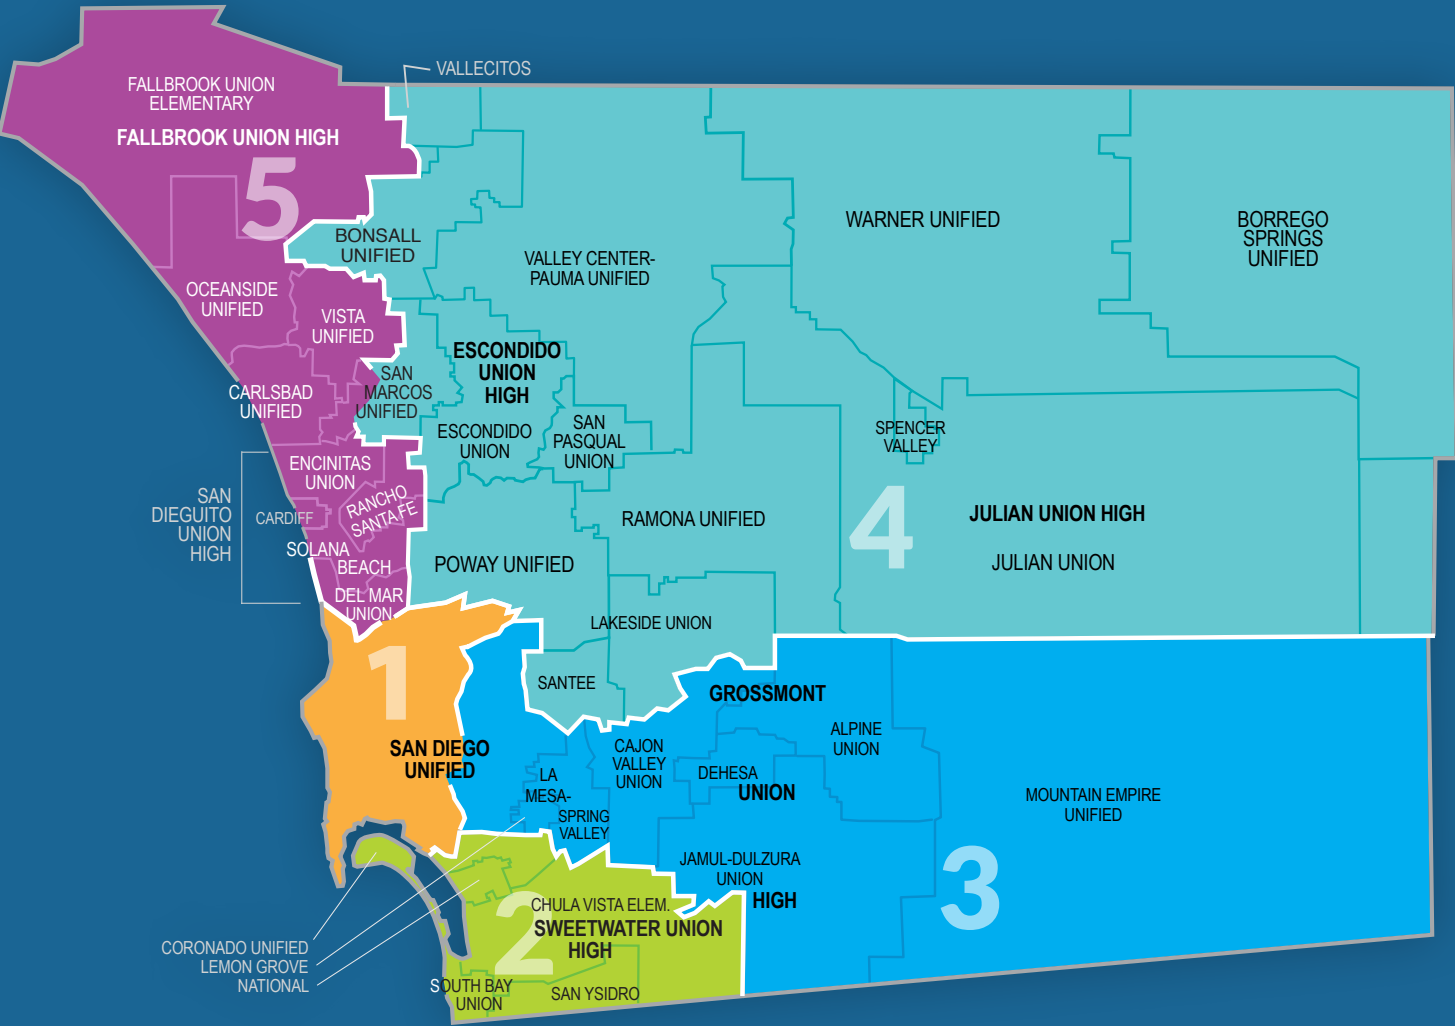 VALLECITOS
FALLBROOK UNION
ELEMENTARY
FALLBROOK UNION HIGH
5
BONSALL
UNIFIED
VALLEY CENTER-
PAUMA UNIFIED
WARNER UNIFIED
BORREGO
SPRINGS
UNIFIED
OCEANSIDE
UNIFIED
VISTA
UNIFIED
CARLSBAD
UNIFIED
SAN
MARCOS
UNIFIED
ESCONDIDO
UNION
HIGH
ESCONDIDO
UNION
SAN
PASQUAL
UNION
SPENCER
VALLEY
ENCINITAS
UNION
SAN
DIEGUITO
UNION
HIGH
CARDIFF
RANCHO
SANTA FE
SOLANA
BEACH
DEL MAR
UNION
RAMONA UNIFIED
POWAY UNIFIED
4
JULIAN UNION HIGH
JULIAN UNION
LAKESIDE UNION
SANTEE
1
SAN DIEGO
UNIFIED
GROSSMONT
UNION
HIGH
ALPINE
UNION
CAJON
VALLEY
UNION
DEHESA
LA
MESA-
SPRING
VALLEY
JAMUL-DULZURA
UNION
MOUNTAIN EMPIRE
UNIFIED
3
2
CHULA VISTA ELEM.
SWEETWATER UNION
HIGH
CORONADO UNIFIED
LEMON GROVE
NATIONAL
SOUTH BAY
UNION
SAN YSIDRO